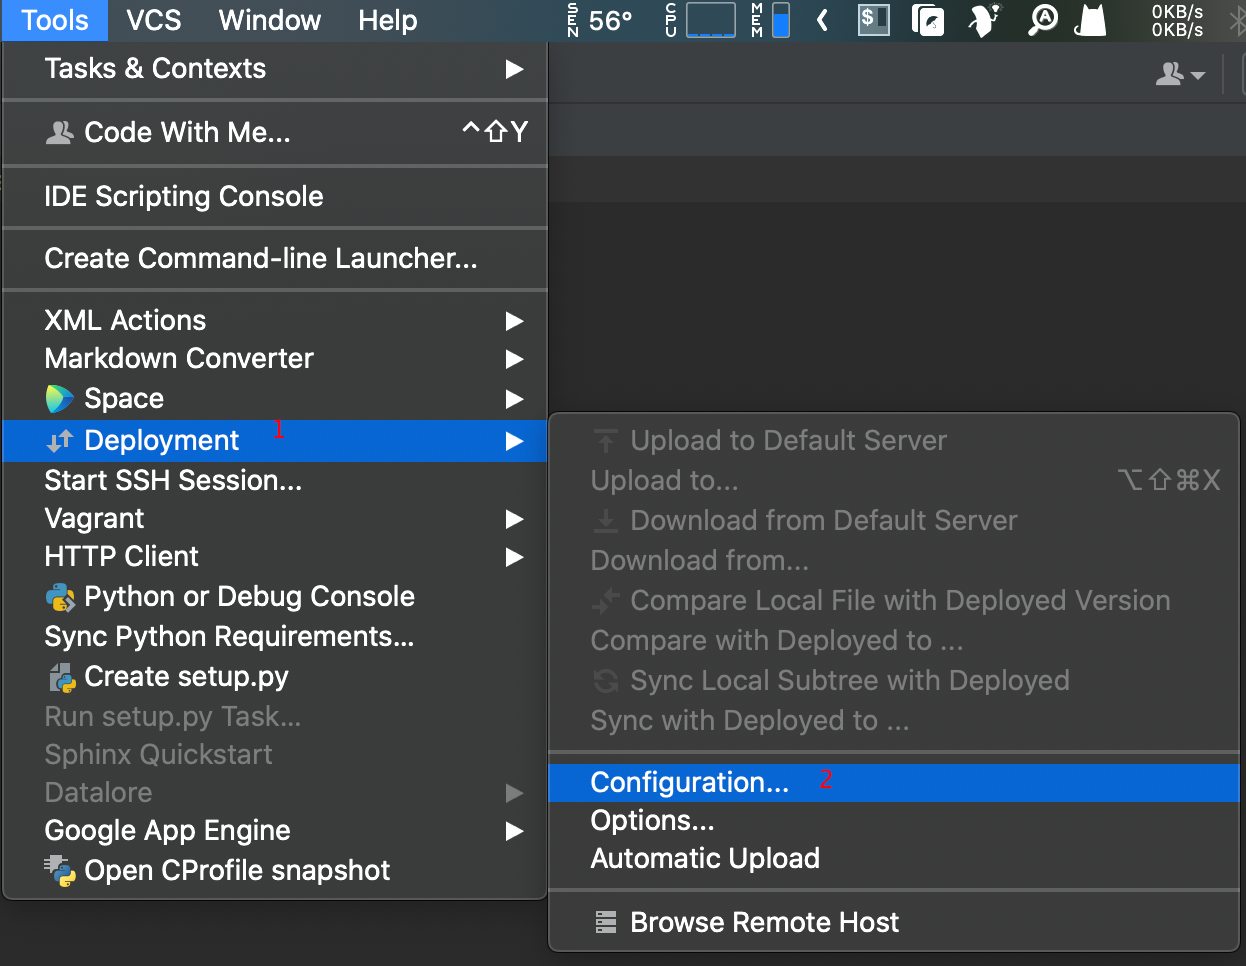 Tools VCS Window Help SEN 56° CPU MEM $ A 0KB/s
0KB/s
Tasks & Contexts
Code With Me... ^⇧Y
IDE Scripting Console
Create Command-line Launcher...
XML Actions
Markdown Converter
Space
Deployment 1
Start SSH Session...
Vagrant
HTTP Client
Python or Debug Console
Sync Python Requirements...
Create setup.py
Run setup.py Task...
Sphinx Quickstart
Datalore
Google App Engine
Open CProfile snapshot
Upload to Default Server
Upload to... ⌥⇧⌘X
Download from Default Server
Download from...
Compare Local File with Deployed Version
Compare with Deployed to ...
Sync Local Subtree with Deployed
Sync with Deployed to ...
Configuration... 2
Options...
Automatic Upload
Browse Remote Host